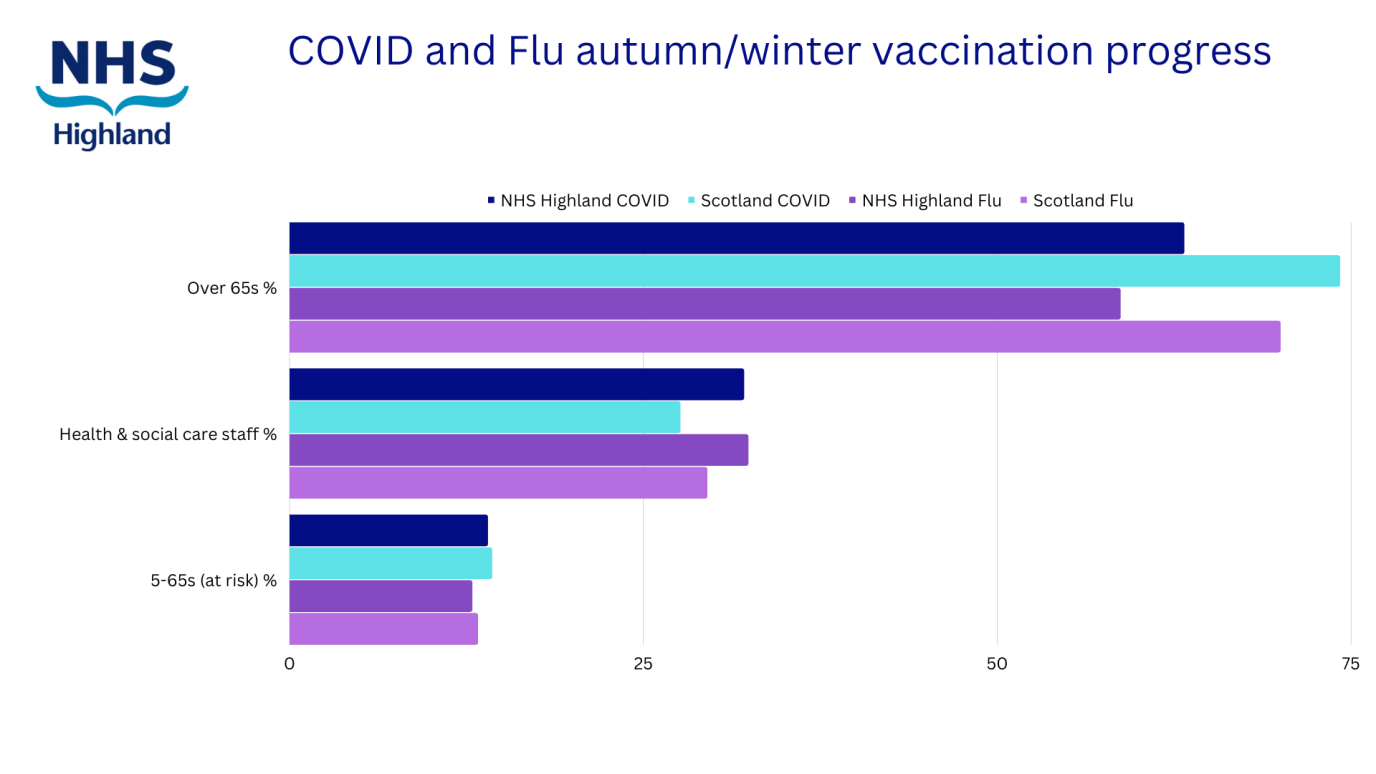 NHS
Highland
COVID and Flu autumn/winter vaccination progress
NHS Highland COVID Scotland COVID NHS Highland Flu Scotland Flu
Over 65s %
Health & social care staff %
5-65s (at risk) %
0 25 50 75